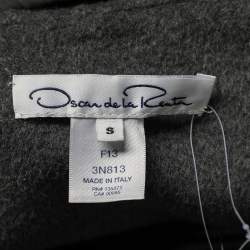 Oscar de la Renta
S
F13
3N813
MADE IN ITALY